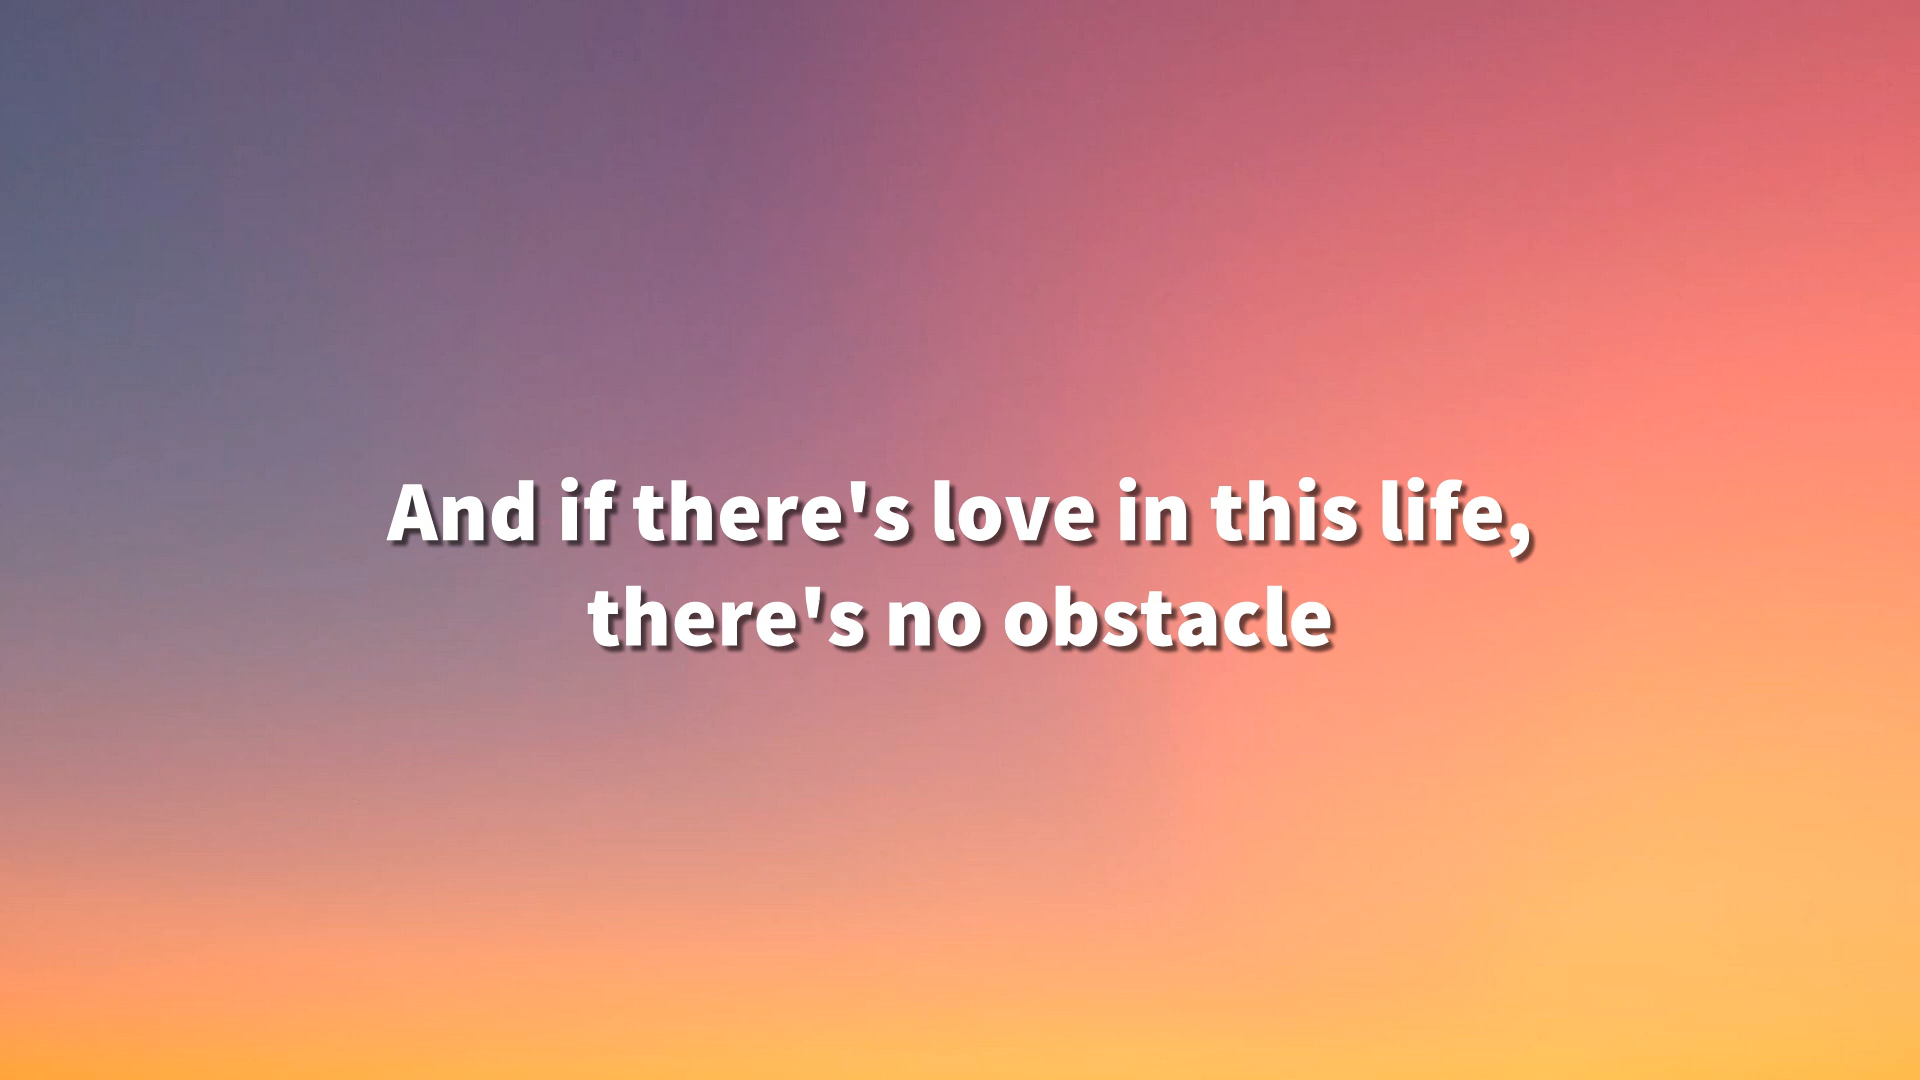 And if there's love in this life,
there's no obstacle